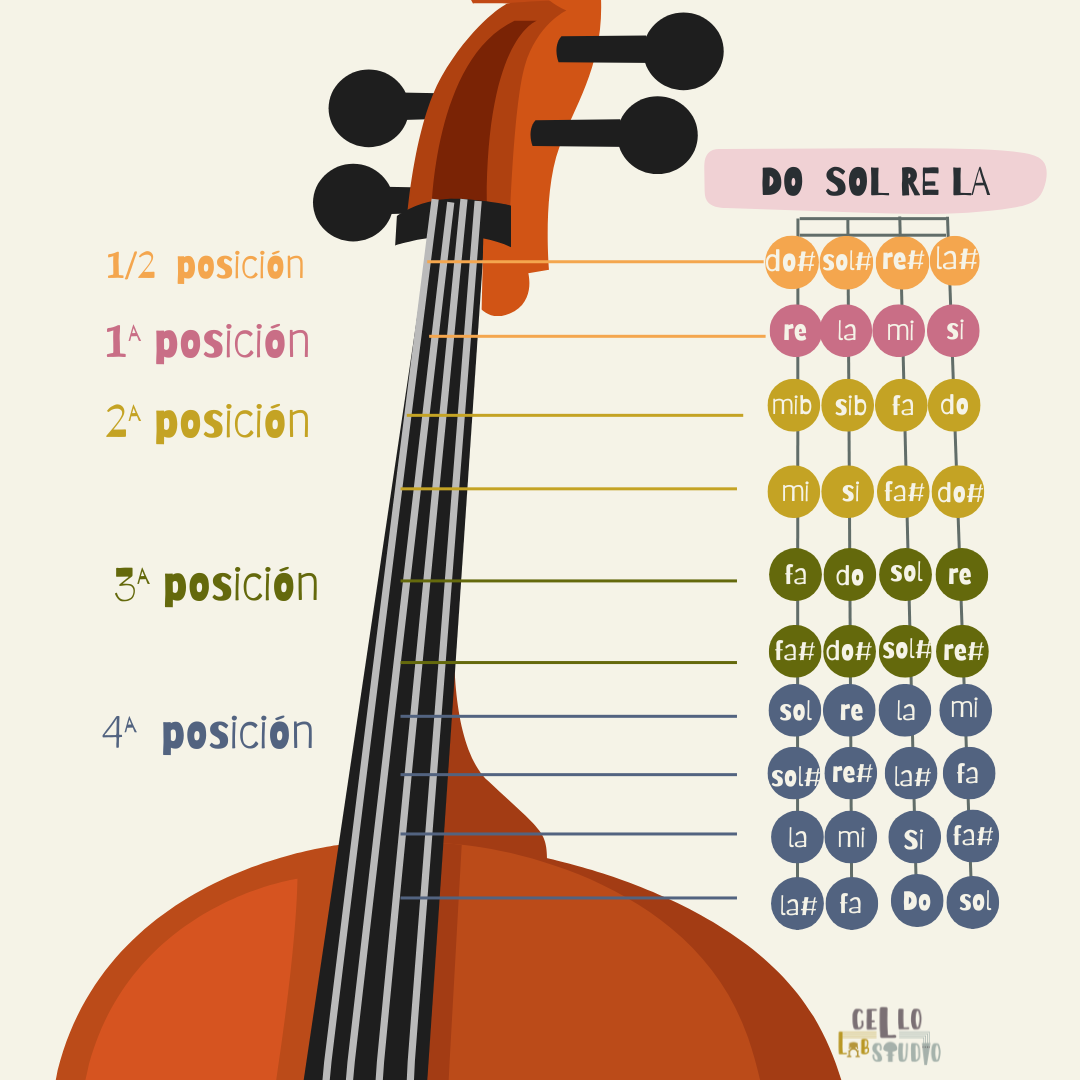 DO SOL RE LA
1/2 posición
do# sol# re# la#
1ᴬ posición
re la mi si
2ᴬ posición
mib sib fa do
mi si fa# do#
3ᴬ posición
fa do sol re
fa# do# sol# re#
4ᴬ posición
sol re la mi
sol# re# la# fa
la mi si fa#
la# fa Do sol
CELLO
LAB STUDIO